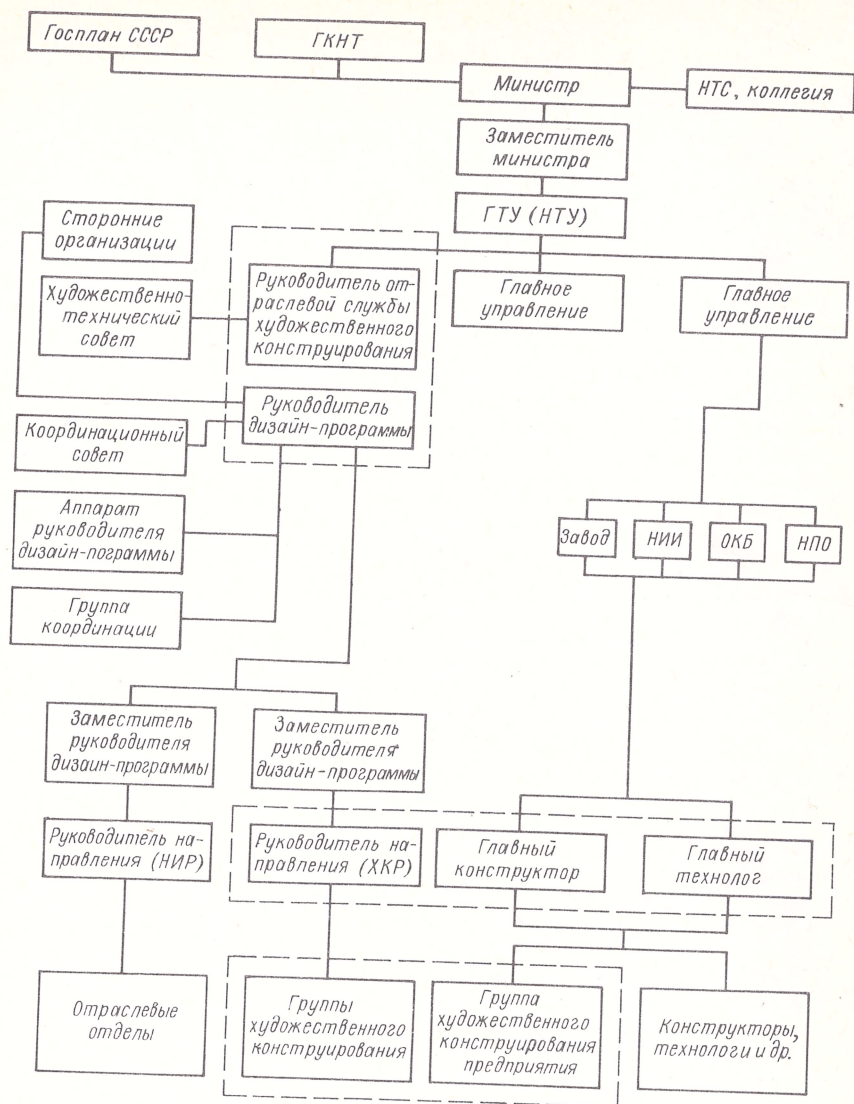 Госплан СССР
ГКНТ
Министр
НТС, коллегия
Заместитель
министра
ГТУ (НТУ)
Сторонние
организации
Художественно-
технический
совет
Руководитель от-
раслевой службы
художественного
конструирования
Главное
управление
Главное
управление
Руководитель
дизайн-программы
Координационный
совет
Аппарат
руководителя
дизайн-пограммы
Группа
координации
Завод
НИИ
ОКБ
НПО
Заместитель
руководителя
дизаин-программы
Заместитель
руководителя
дизайн-программы
Руководитель на-
правления (НИР)
Руководитель на-
правления (ХКР)
Главный
конструктор
Главный
технолог
Отраслевые
отделы
Группы
художественного
конструирования
Группа
художественного
конструирования
предприятия
Конструкторы,
технологи и др.